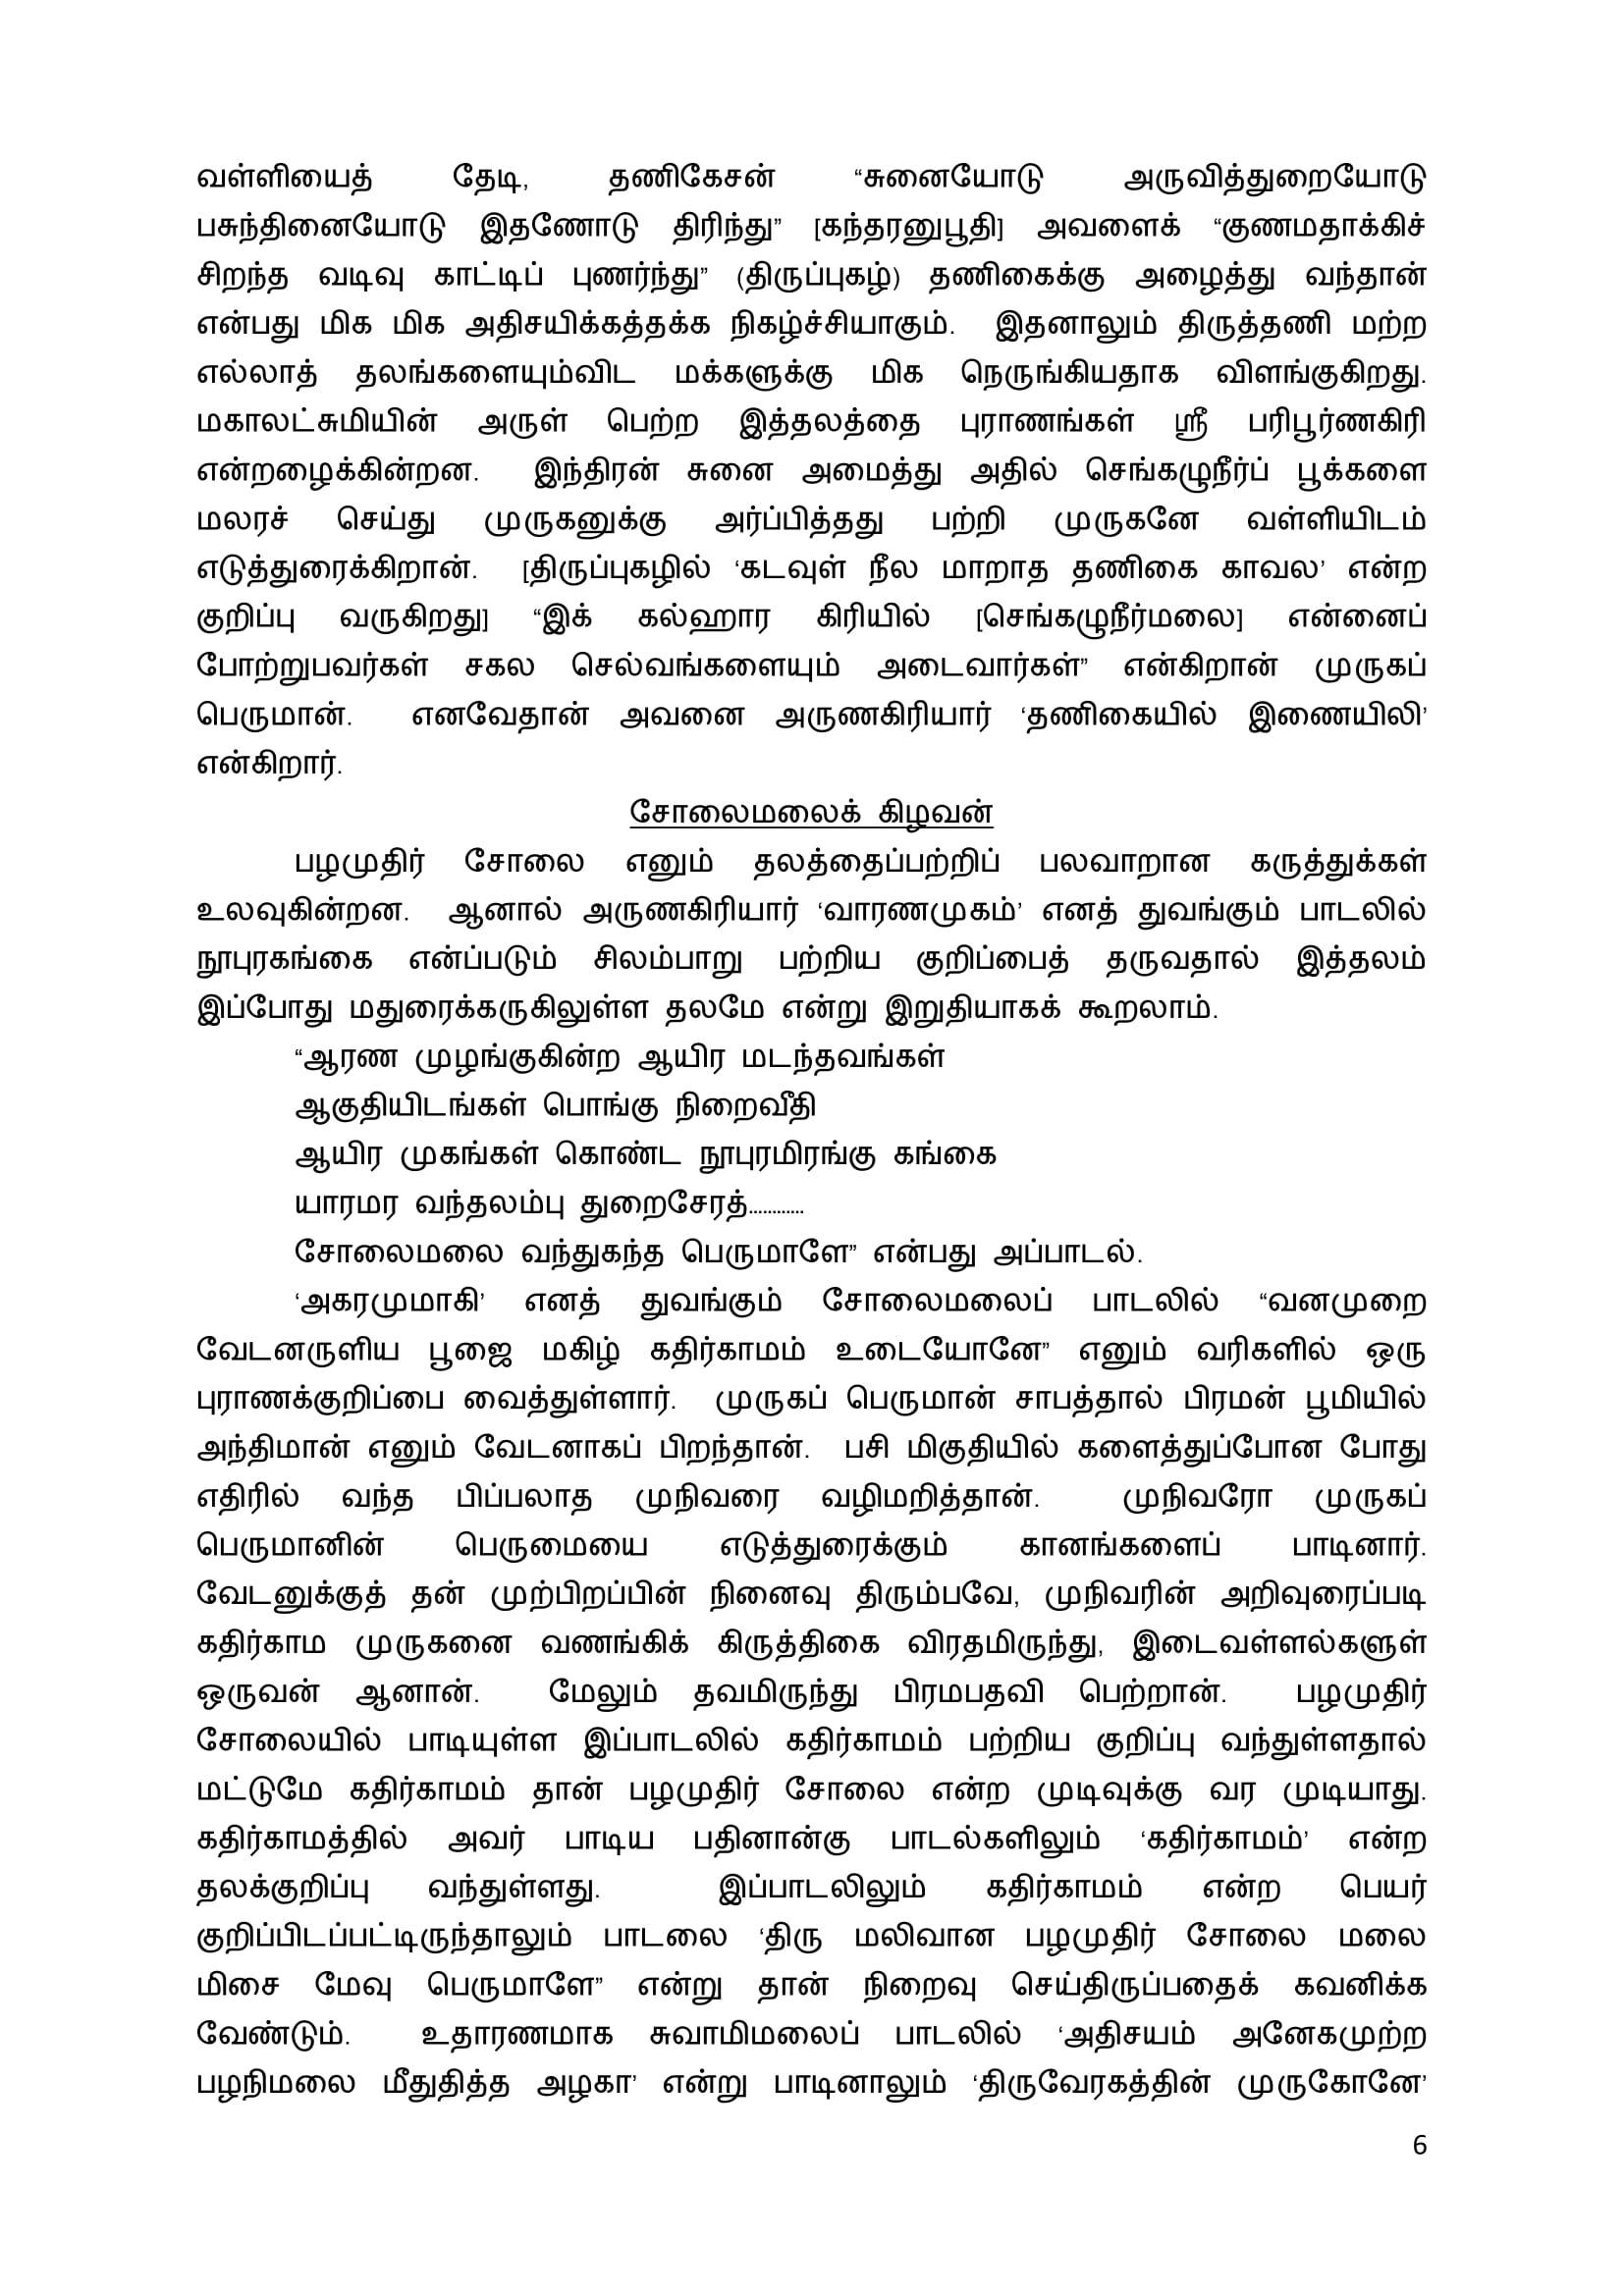 வள்ளியைத் தேடி, தணிகேசன் “சுனையோடு அருவித்துறையோடு
பசுந்தினையோடு இதணோடு திரிந்து” [கந்தரனுபூதி] அவளைக் “குணமதாக்கிச்
சிறந்த வடிவு காட்டிப் புணர்ந்து” (திருப்புகழ்) தணிகைக்கு அழைத்து வந்தான்
என்பது மிக மிக அதிசயிக்கத்தக்க நிகழ்ச்சியாகும். இதனாலும் திருத்தணி மற்ற
எல்லாத் தலங்களையும்விட மக்களுக்கு மிக நெருங்கியதாக விளங்குகிறது.
மகாலட்சுமியின் அருள் பெற்ற இத்தலத்தை புராணங்கள் ஸ்ரீ பரிபூர்ணகிரி
என்றழைக்கின்றன. இந்திரன் சுனை அமைத்து அதில் செங்கழுநீர்ப் பூக்களை
மலரச் செய்து முருகனுக்கு அர்ப்பித்தது பற்றி முருகனே வள்ளியிடம்
எடுத்துரைக்கிறான். [திருப்புகழில் ‘கடவுள் நீல மாறாத தணிகை காவல’ என்ற
குறிப்பு வருகிறது] “இக் கல்ஹார கிரியில் [செங்கழுநீர்மலை] என்னைப்
போற்றுபவர்கள் சகல செல்வங்களையும் அடைவார்கள்” என்கிறான் முருகப்
பெருமான். எனவேதான் அவனை அருணகிரியார் ‘தணிகையில் இணையிலி’
என்கிறார்.
சோலைமலைக் கிழவன்
பழமுதிர் சோலை எனும் தலத்தைப்பற்றிப் பலவாறான கருத்துக்கள்
உலவுகின்றன. ஆனால் அருணகிரியார் ‘வாரணமுகம்’ எனத் துவங்கும் பாடலில்
நூபுரகங்கை என்ப்படும் சிலம்பாறு பற்றிய குறிப்பைத் தருவதால் இத்தலம்
இப்போது மதுரைக்கருகிலுள்ள தலமே என்று இறுதியாகக் கூறலாம்.
“ஆரண முழங்குகின்ற ஆயிர மடந்தவங்கள்
ஆகுதியிடங்கள் பொங்கு நிறைவீதி
ஆயிர முகங்கள் கொண்ட நூபுரமிரங்கு கங்கை
யாரமர வந்தலம்பு துறைசேரத்............
சோலைமலை வந்துகந்த பெருமாளே” என்பது அப்பாடல்.
‘அகரமுமாகி’ எனத் துவங்கும் சோலைமலைப் பாடலில் “வனமுறை
வேடனருளிய பூஜை மகிழ் கதிர்காமம் உடையோனே” எனும் வரிகளில் ஒரு
புராணக்குறிப்பை வைத்துள்ளார். முருகப் பெருமான் சாபத்தால் பிரமன் பூமியில்
அந்திமான் எனும் வேடனாகப் பிறந்தான். பசி மிகுதியில் களைத்துப்போன போது
எதிரில் வந்த பிப்பலாத முநிவரை வழிமறித்தான். முநிவரோ முருகப்
பெருமானின் பெருமையை எடுத்துரைக்கும் கானங்களைப் பாடினார்.
வேடனுக்குத் தன் முற்பிறப்பின் நினைவு திரும்பவே, முநிவரின் அறிவுரைப்படி
கதிர்காம முருகனை வணங்கிக் கிருத்திகை விரதமிருந்து, இடைவள்ளல்களுள்
ஒருவன் ஆனான். மேலும் தவமிருந்து பிரமபதவி பெற்றான். பழமுதிர்
சோலையில் பாடியுள்ள இப்பாடலில் கதிர்காமம் பற்றிய குறிப்பு வந்துள்ளதால்
மட்டுமே கதிர்காமம் தான் பழமுதிர் சோலை என்ற முடிவுக்கு வர முடியாது.
கதிர்காமத்தில் அவர் பாடிய பதினான்கு பாடல்களிலும் ‘கதிர்காமம்’ என்ற
தலக்குறிப்பு வந்துள்ளது. இப்பாடலிலும் கதிர்காமம் என்ற பெயர்
குறிப்பிடப்பட்டிருந்தாலும் பாடலை ‘திரு மலிவான பழமுதிர் சோலை மலை
மிசை மேவு பெருமாளே” என்று தான் நிறைவு செய்திருப்பதைக் கவனிக்க
வேண்டும். உதாரணமாக சுவாமிமலைப் பாடலில் ‘அதிசயம் அனேகமுற்ற
பழநிமலை மீதுதித்த அழகா’ என்று பாடினாலும் ‘திருவேரகத்தின் முருகோனே’
6